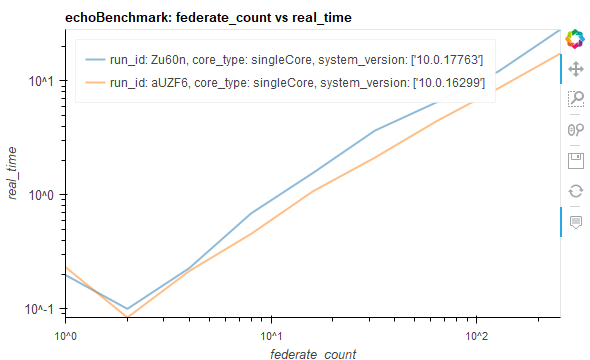 echoBenchmark: federate_count vs real_time
run_id: Zu60n, core_type: singleCore, system_version: ['10.0.17763']
run_id: aUZF6, core_type: singleCore, system_version: ['10.0.16299']
10^1
10^0
10^-1
real_time
10^0 10^1 10^2
federate_count